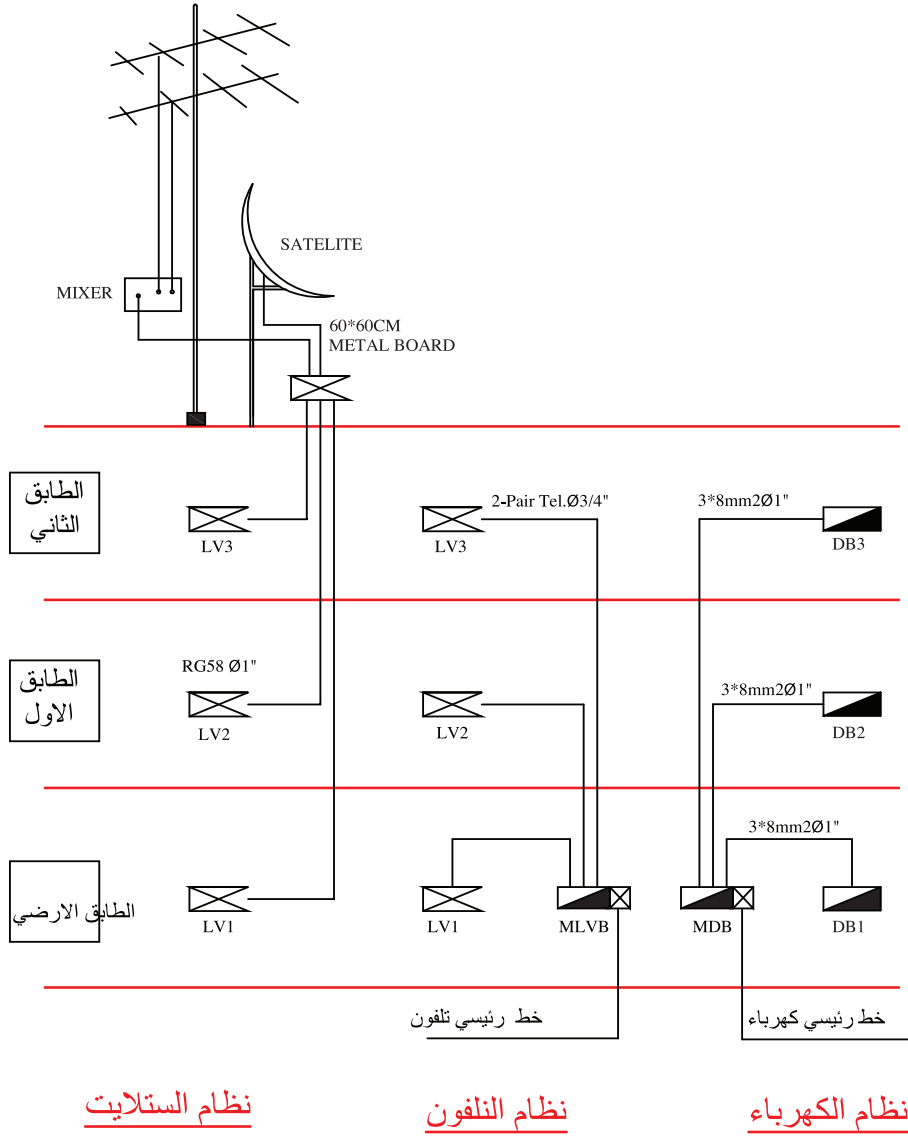 SATELITE
MIXER
60*60CM
METAL BOARD
الطابق
الثاني
LV3
2-Pair Tel.Ø3/4"
LV3
3*8mm2Ø1"
DB3
الطابق
الاول
RG58 Ø1"
LV2
LV2
3*8mm2Ø1"
DB2
الطابق الارضي
LV1
LV1
MLVB
MDB
3*8mm2Ø1"
DB1
خط رئيسي تلفون
خط رئيسي كهرباء
نظام الستلايت
نظام التلفون
نظام الكهرباء